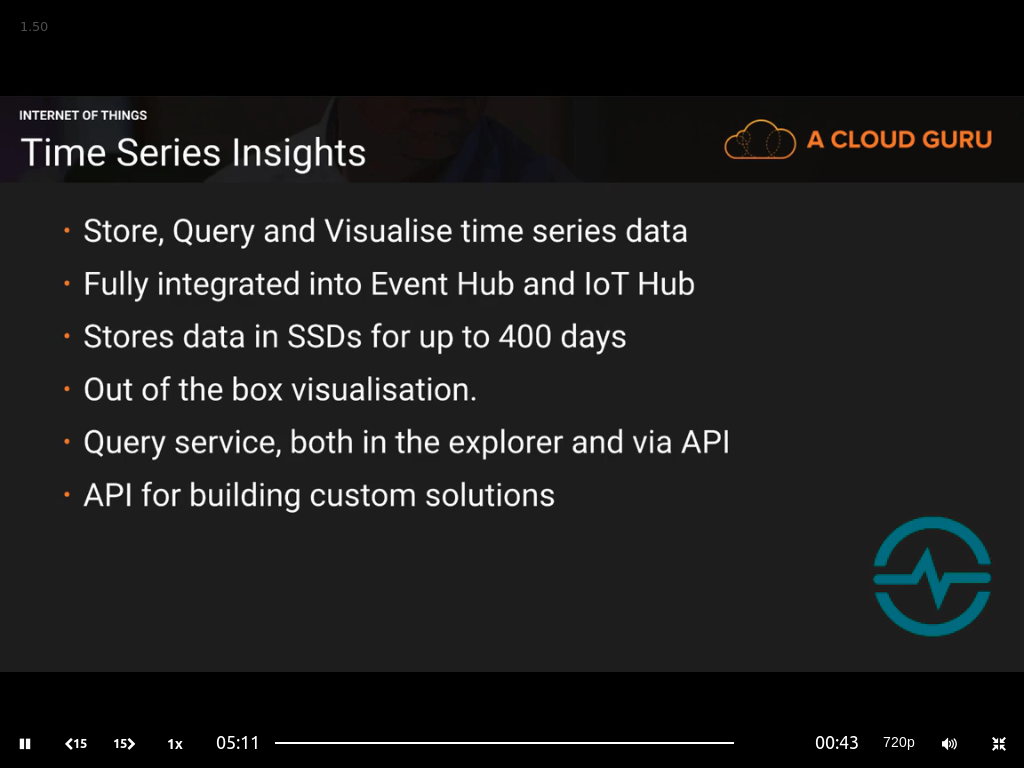 1.50
INTERNET OF THINGS
Time Series Insights
A CLOUD GURU
• Store, Query and Visualise time series data
• Fully integrated into Event Hub and IoT Hub
• Stores data in SSDs for up to 400 days
• Out of the box visualisation.
• Query service, both in the explorer and via API
• API for building custom solutions
15 15 1x 05:11 00:43 720p